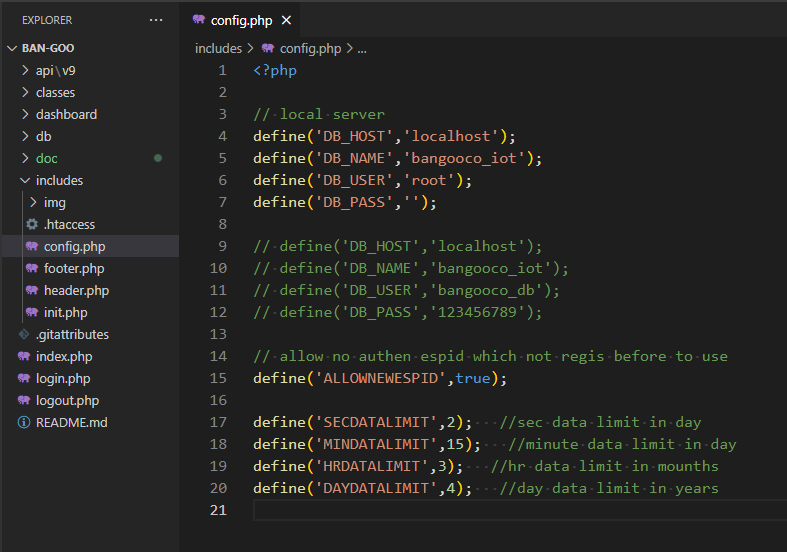 EXPLORER
BAN-GOO
api\v9
classes
dashboard
db
doc
includes
img
.htaccess
config.php
footer.php
header.php
init.php
.gitattributes
index.php
login.php
logout.php
README.md
config.php
includes > config.php > ...
1 <?php
2
3 // local server
4 define('DB_HOST','localhost');
5 define('DB_NAME','bangooco_iot');
6 define('DB_USER','root');
7 define('DB_PASS','');
8
9 // define('DB_HOST','localhost');
10 // define('DB_NAME','bangooco_iot');
11 // define('DB_USER','bangooco_db');
12 // define('DB_PASS','123456789');
13
14 // allow no authen espid which not regis before to use
15 define('ALLOWNEWESPID',true);
16
17 define('SECDATALIMIT',2);   //sec data limit in day
18 define('MINDATALIMIT',15);   //minute data limit in day
19 define('HRDATALIMIT',3);   //hr data limit in mounths
20 define('DAYDATALIMIT',4);   //day data limit in years
21